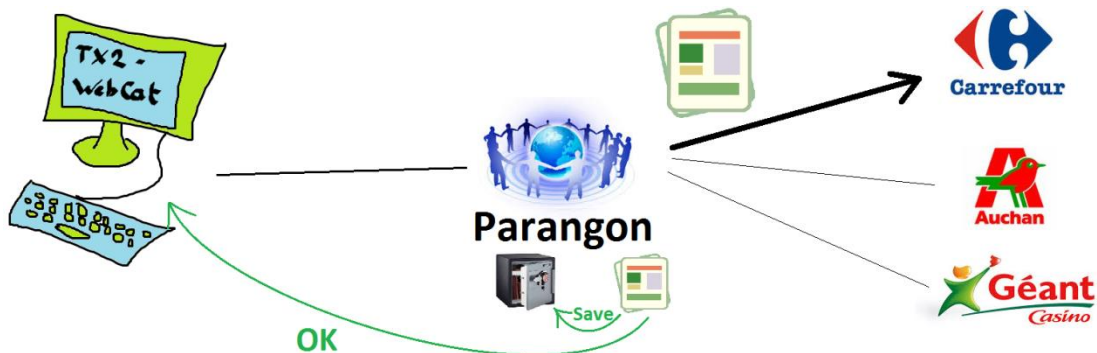 TX2 -
WebCat
Carrefour
Auchan
Parangon
Géant
Casino
Save
OK